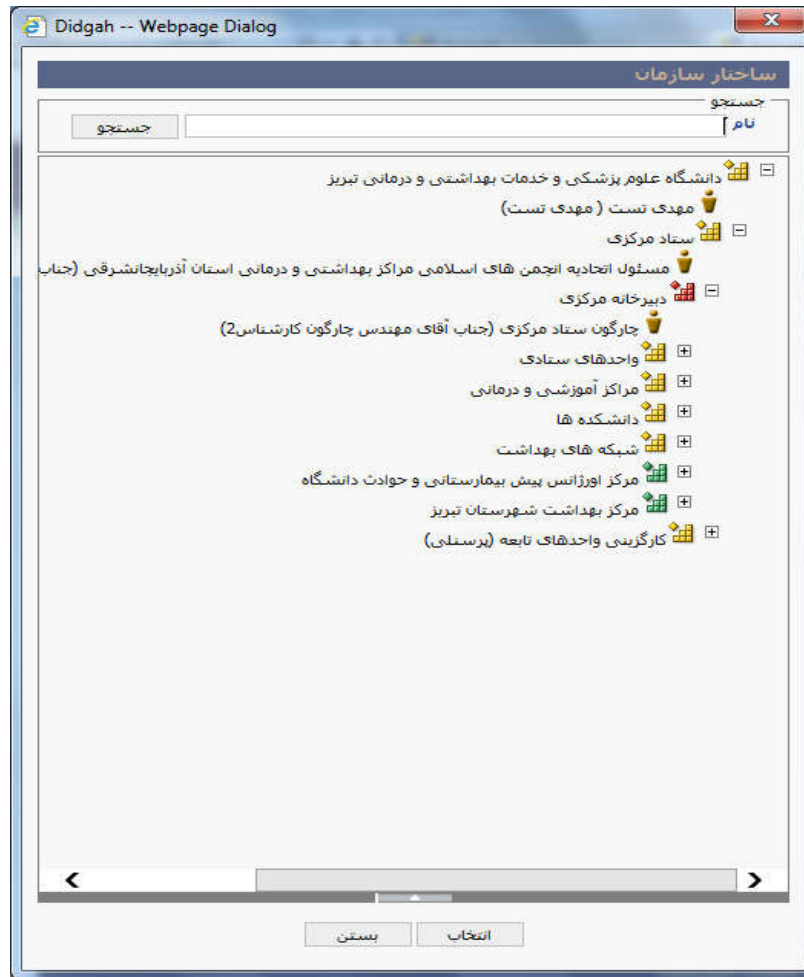 Didgah -- Webpage Dialog
ساختار سازمان
جستجو
نام
جستجو
دانشگاه علوم پزشکی و خدمات بهداشتی و درمانی تبریز
مهدی تست ( مهدی تست)
ستاد مرکزی
مسئول اتحادیه انجمن های اسلامی مراکز بهداشتی و درمانی استان آذربایجانشرقی (جناب
دبیرخانه مرکزی
چارگون ستاد مرکزی (جناب آقای مهندس چارگون کارشناس2)
واحدهای ستادی
مراکز آموزشی و درمانی
دانشکده ها
شبکه های بهداشت
مرکز اورژانس پیش بیمارستانی و حوادث دانشگاه
مرکز بهداشت شهرستان تبریز
کارگزینی واحدهای تابعه (پرسنلی)
انتخاب
بستن